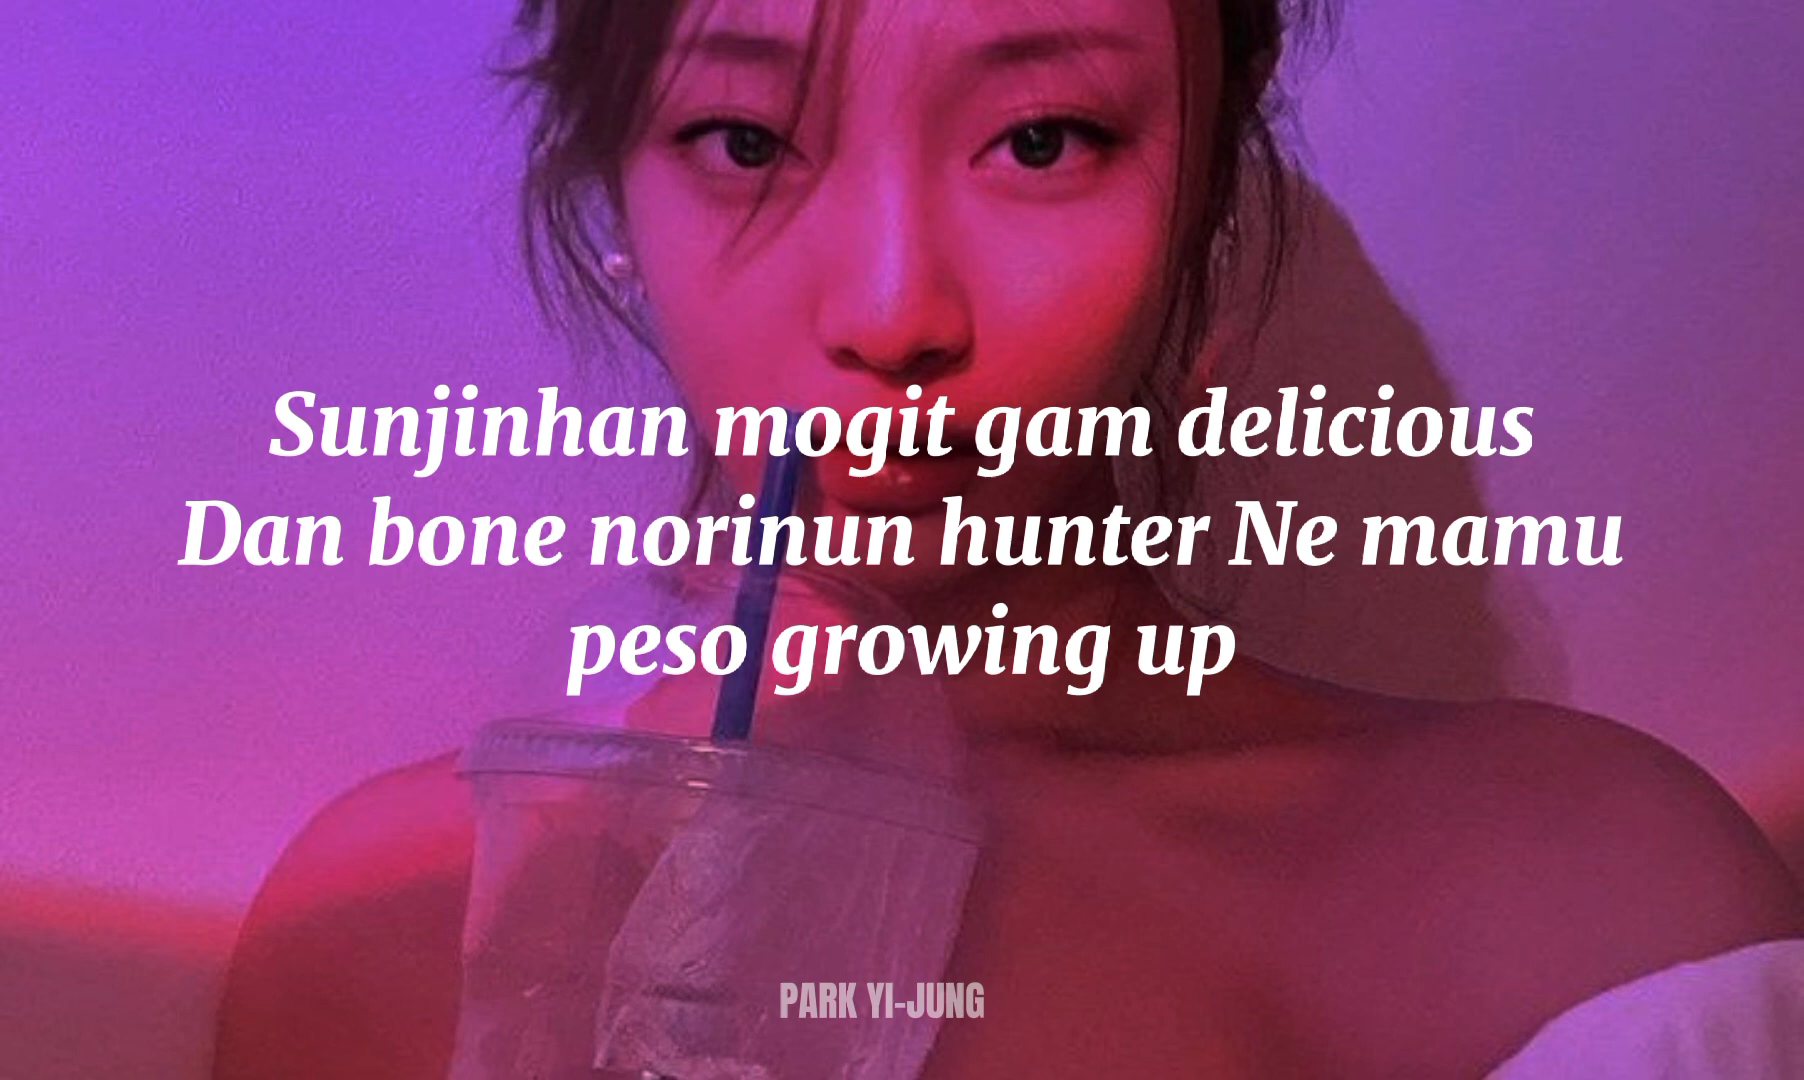 Sunjinhan mogit gam delicious
Dan bone norinun hunter Ne mamu
peso growing up
PARK YI-JUNG